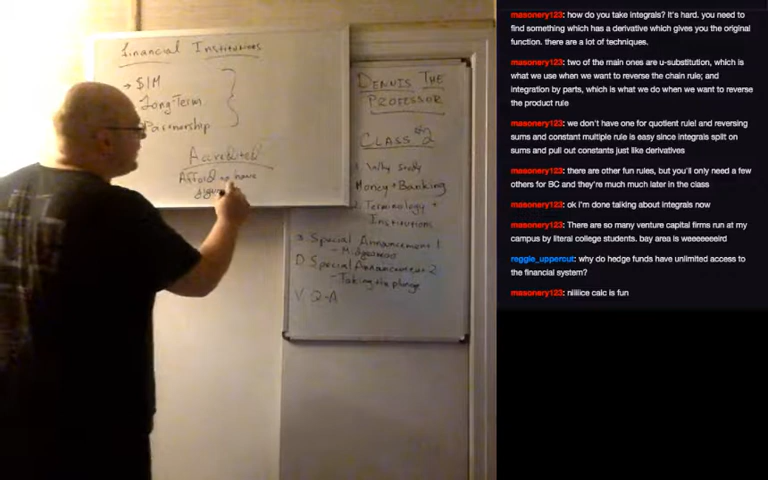 Financial Institutions
→ $1M
Long Term
Partnership
Accredited
Afford to have
DENNIS THE
PROFESSOR
CLASS #2
1. Why Study
Money + Banking
2. Terminology +
Institutions
3) Special Announcement 1
- Midgeaneo
D) Special Announcement 2
- Taking the plunge
V Q-A
masonery123: how do you take integrals? It's hard. you need to
find something which has a derivative which gives you the original
function. there are a lot of techniques.
masonery123: two of the main ones are u-substitution, which is
what we use when we want to reverse the chain rule; and
integration by parts, which is what we do when we want to reverse
the product rule
masonery123: we don't have one for quotient rule! and reversing
sums and constant multiple rule is easy since integrals split on
sums and pull out constants just like derivatives
masonery123: there are other fun rules, but you'll only need a few
others for BC and they're much much later in the class
masonery123: ok i'm done talking about integrals now
masonery123: There are so many venture capital firms run at my
campus by literal college students. bay area is weeeeeeird
reggie_uppercut: why do hedge funds have unlimited access to
the financial system?
masonery123: niiiiice calc is fun